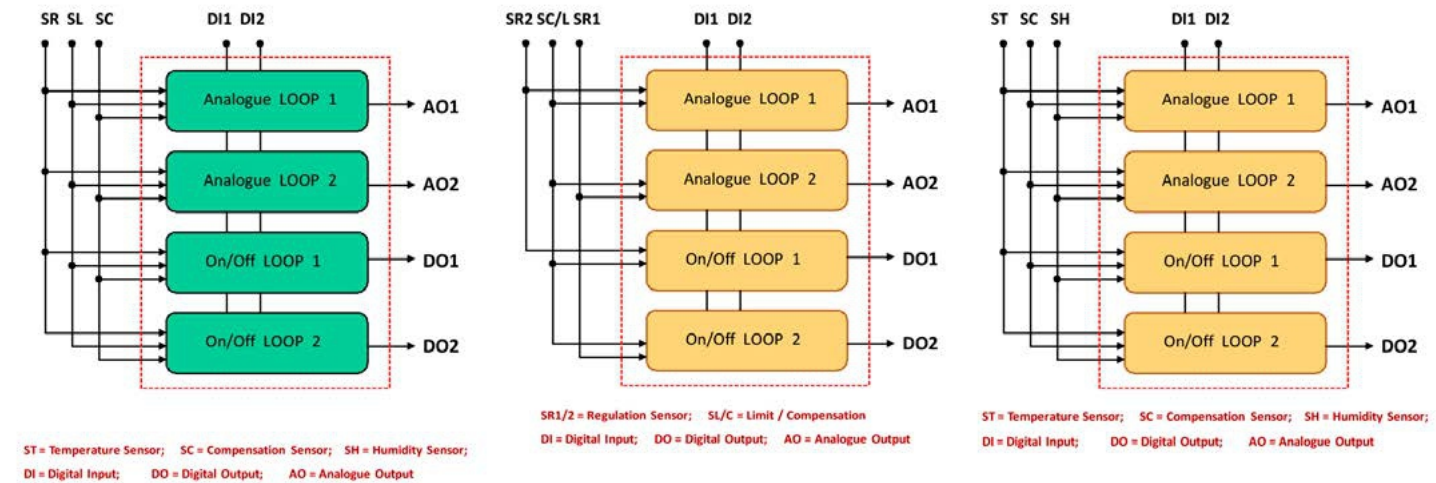 SR SL SC DI1 DI2
Analogue LOOP 1
AO1
Analogue LOOP 2
AO2
On/Off LOOP 1
DO1
On/Off LOOP 2
DO2
ST = Temperature Sensor; SC = Compensation Sensor; SH = Humidity Sensor;
DI = Digital Input; DO = Digital Output; AO = Analogue Output
SR2 SC/L SR1 DI1 DI2
Analogue LOOP 1
AO1
Analogue LOOP 2
AO2
On/Off LOOP 1
DO1
On/Off LOOP 2
DO2
SR1/2 = Regulation Sensor; SL/C = Limit / Compensation
DI = Digital Input; DO = Digital Output; AO = Analogue Output
ST SC SH DI1 DI2
Analogue LOOP 1
AO1
Analogue LOOP 2
AO2
On/Off LOOP 1
DO1
On/Off LOOP 2
DO2
ST = Temperature Sensor; SC = Compensation Sensor; SH = Humidity Sensor;
DI = Digital Input; DO = Digital Output; AO = Analogue Output